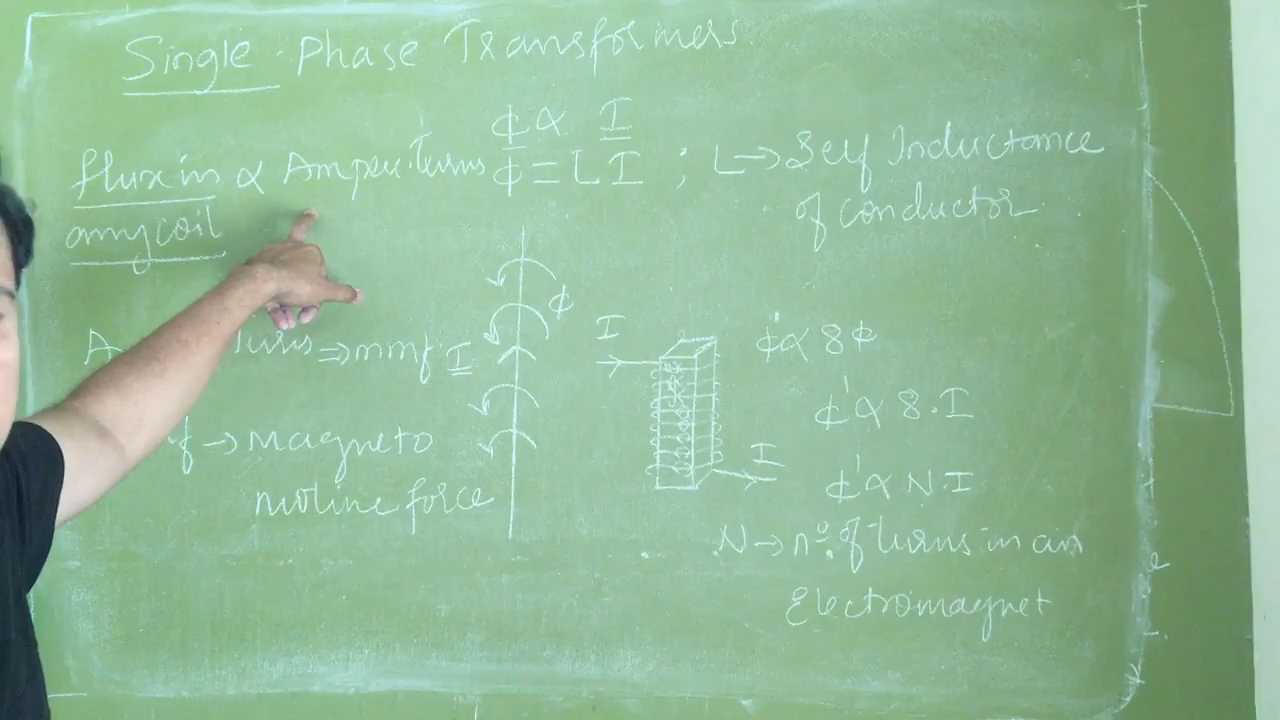 Single Phase Transformers
Flux in α Ampere Turns
any coil
¢ α I
¢ = LI ; L → Self Inductance
of conductor
¢
I
Turns ⇒ mmf
I
→ Magneto
motive force
I
¢' α 8¢
¢' α 8.I
¢' α N.I
N → nº. of turns in an
Electromagnet